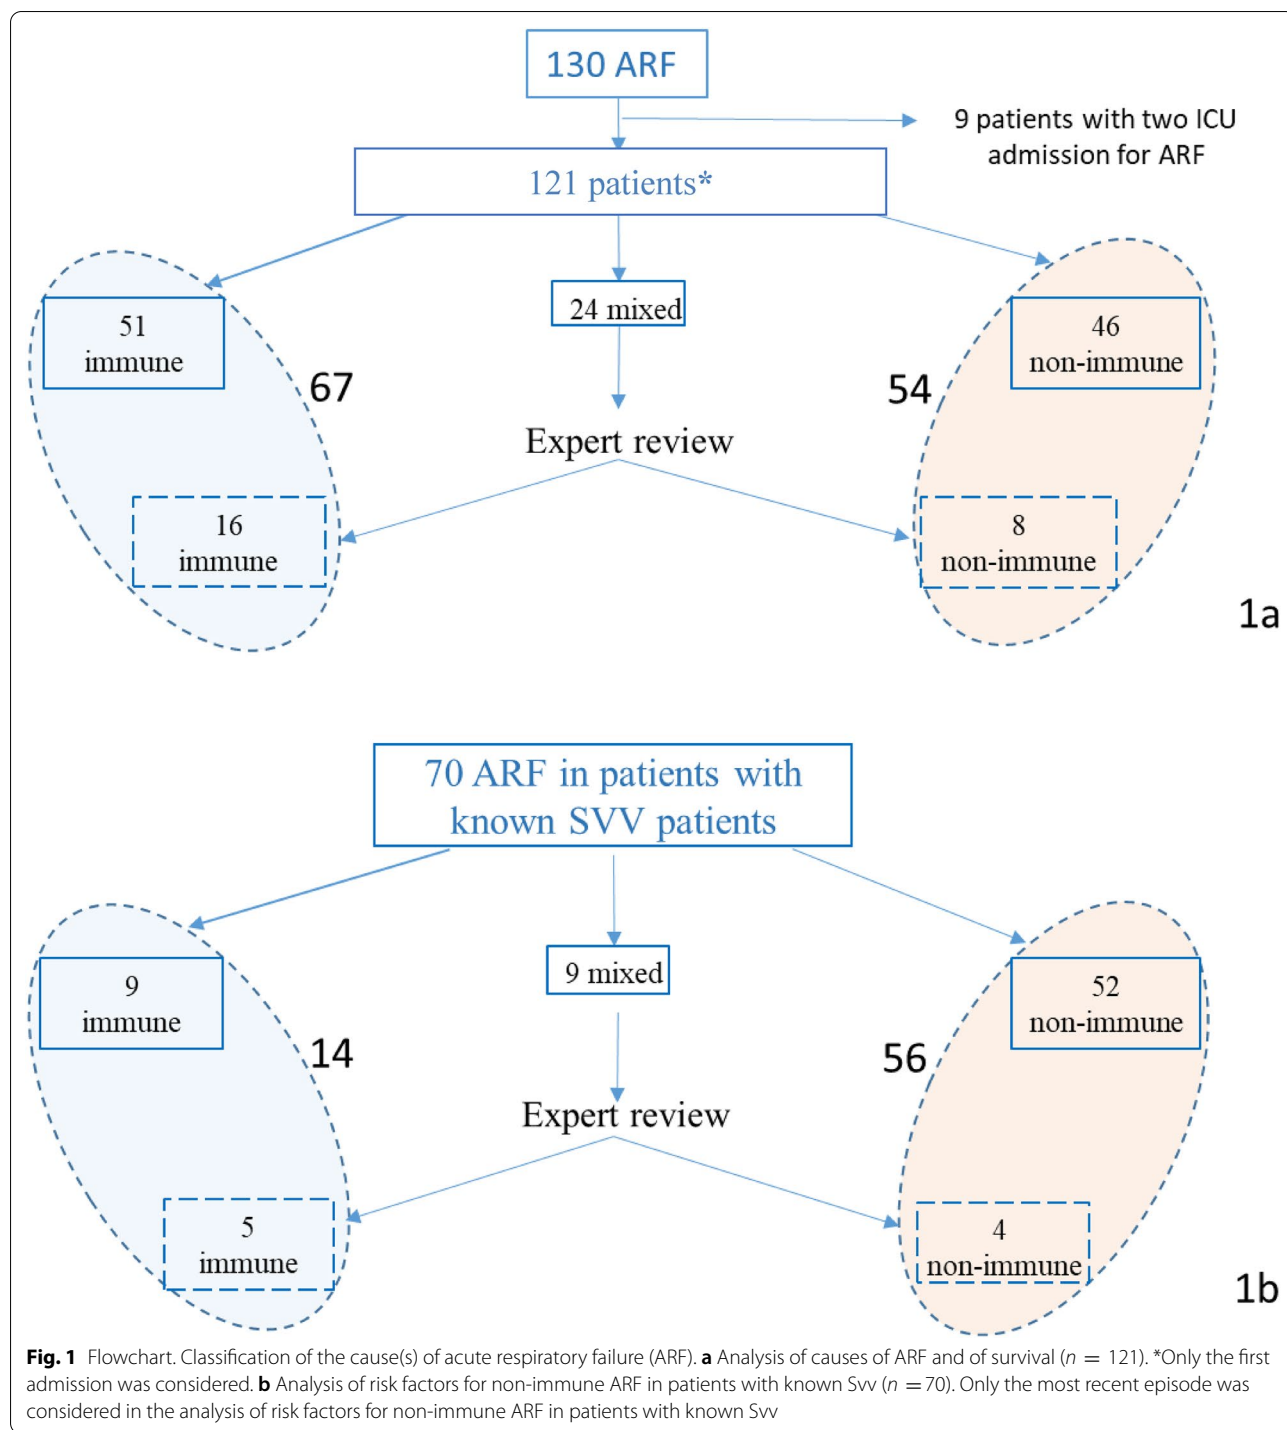 130 ARF
9 patients with two ICU
admission for ARF
121 patients*
24 mixed
51
immune
67
46
non-immune
54
Expert review
16
immune
8
non-immune
1a
70 ARF in patients with
known SVV patients
9 mixed
9
immune
14
52
non-immune
56
Expert review
5
immune
4
non-immune
1b
Fig. 1 Flowchart. Classification of the cause(s) of acute respiratory failure (ARF). a Analysis of causes of ARF and of survival (n = 121). *Only the first
admission was considered. b Analysis of risk factors for non-immune ARF in patients with known Svv (n =70). Only the most recent episode was
considered in the analysis of risk factors for non-immune ARF in patients with known Svv